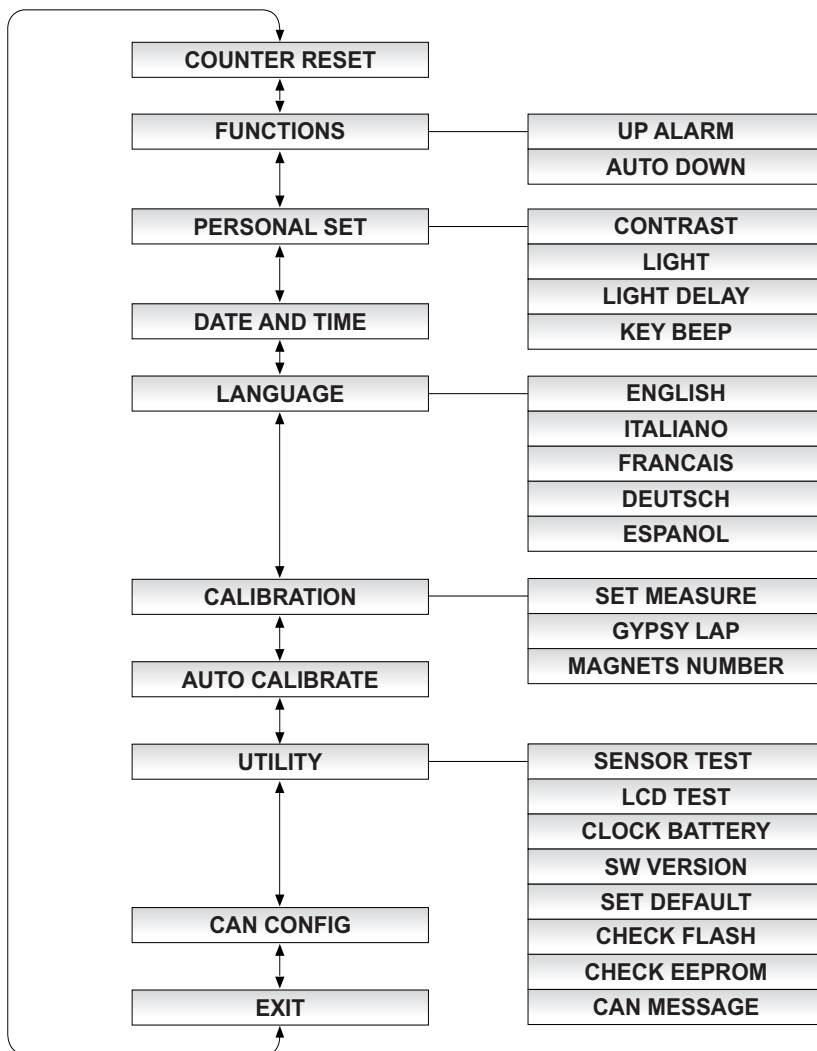 COUNTER RESET
FUNCTIONS
UP ALARM
AUTO DOWN
PERSONAL SET
CONTRAST
LIGHT
LIGHT DELAY
KEY BEEP
DATE AND TIME
LANGUAGE
ENGLISH
ITALIANO
FRANCAIS
DEUTSCH
ESPANOL
CALIBRATION
SET MEASURE
GYPSY LAP
MAGNETS NUMBER
AUTO CALIBRATE
UTILITY
SENSOR TEST
LCD TEST
CLOCK BATTERY
SW VERSION
SET DEFAULT
CHECK FLASH
CHECK EEPROM
CAN MESSAGE
CAN CONFIG
EXIT